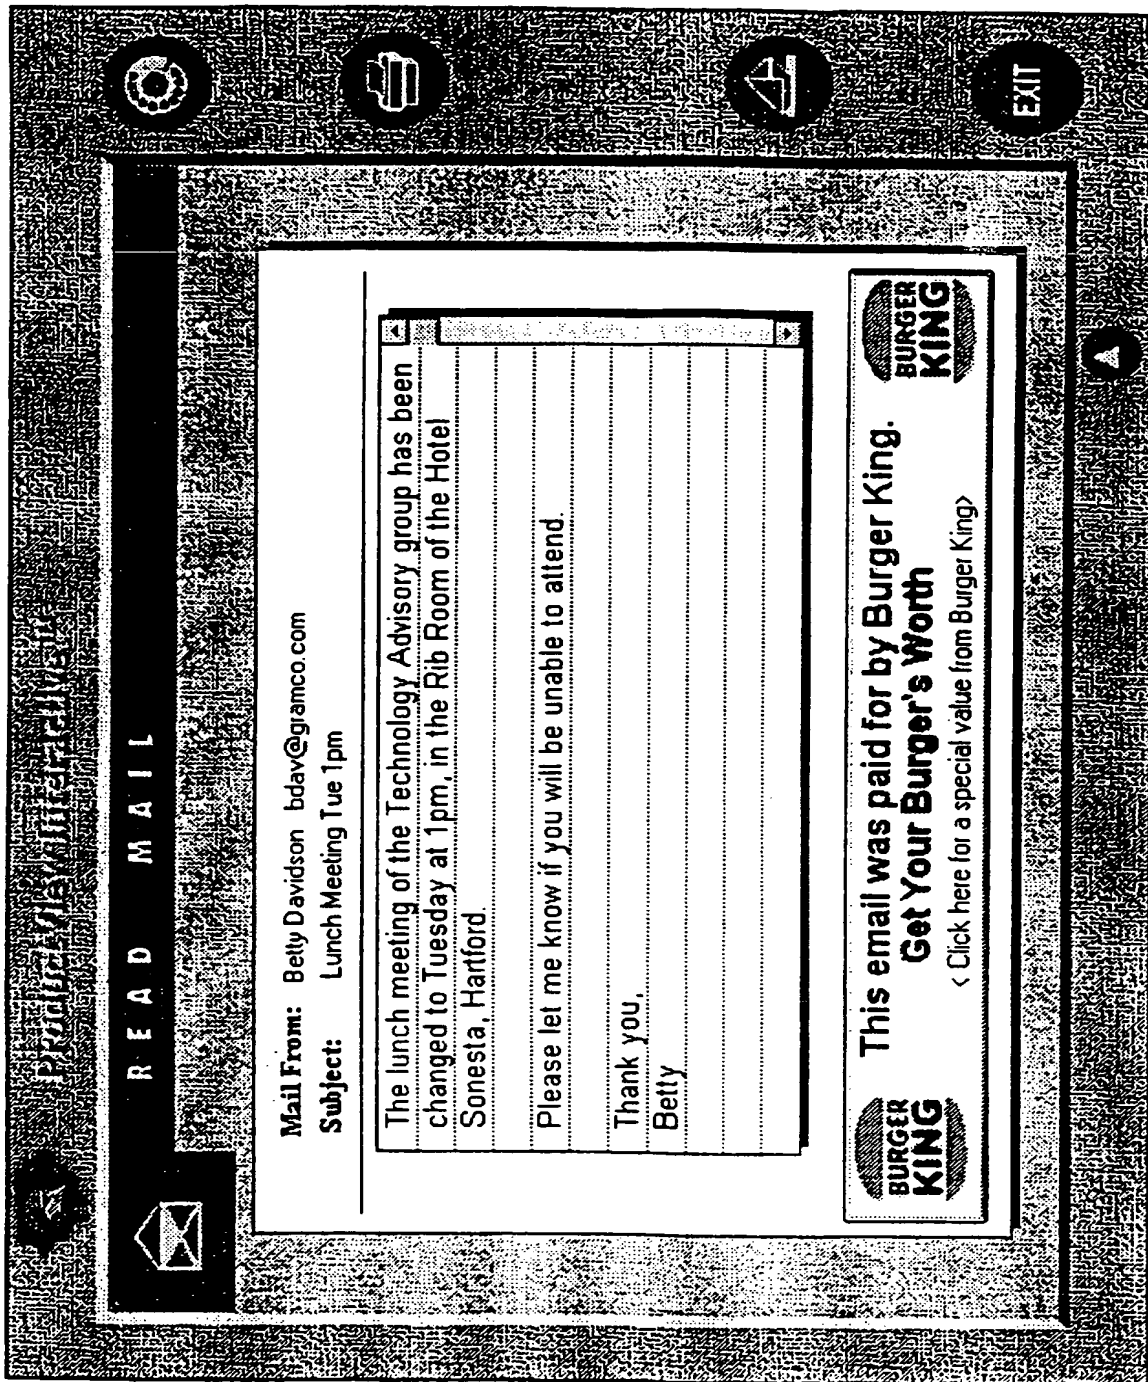 PRoductView Interactive
READ MAIL
Mail From: Betty Davidson bdav@gramco.com
Subject: Lunch Meeting Tue 1pm
The lunch meeting of the Technology Advisory group has been
changed to Tuesday at 1pm, in the Rib Room of the Hotel
Sonesta, Hartford.
Please let me know if you will be unable to attend.
Thank you,
Betty
BURGER
KING
This email was paid for by Burger King.
Get Your Burger's Worth
< Click here for a special value from Burger King>
BURGER
KING
EXIT